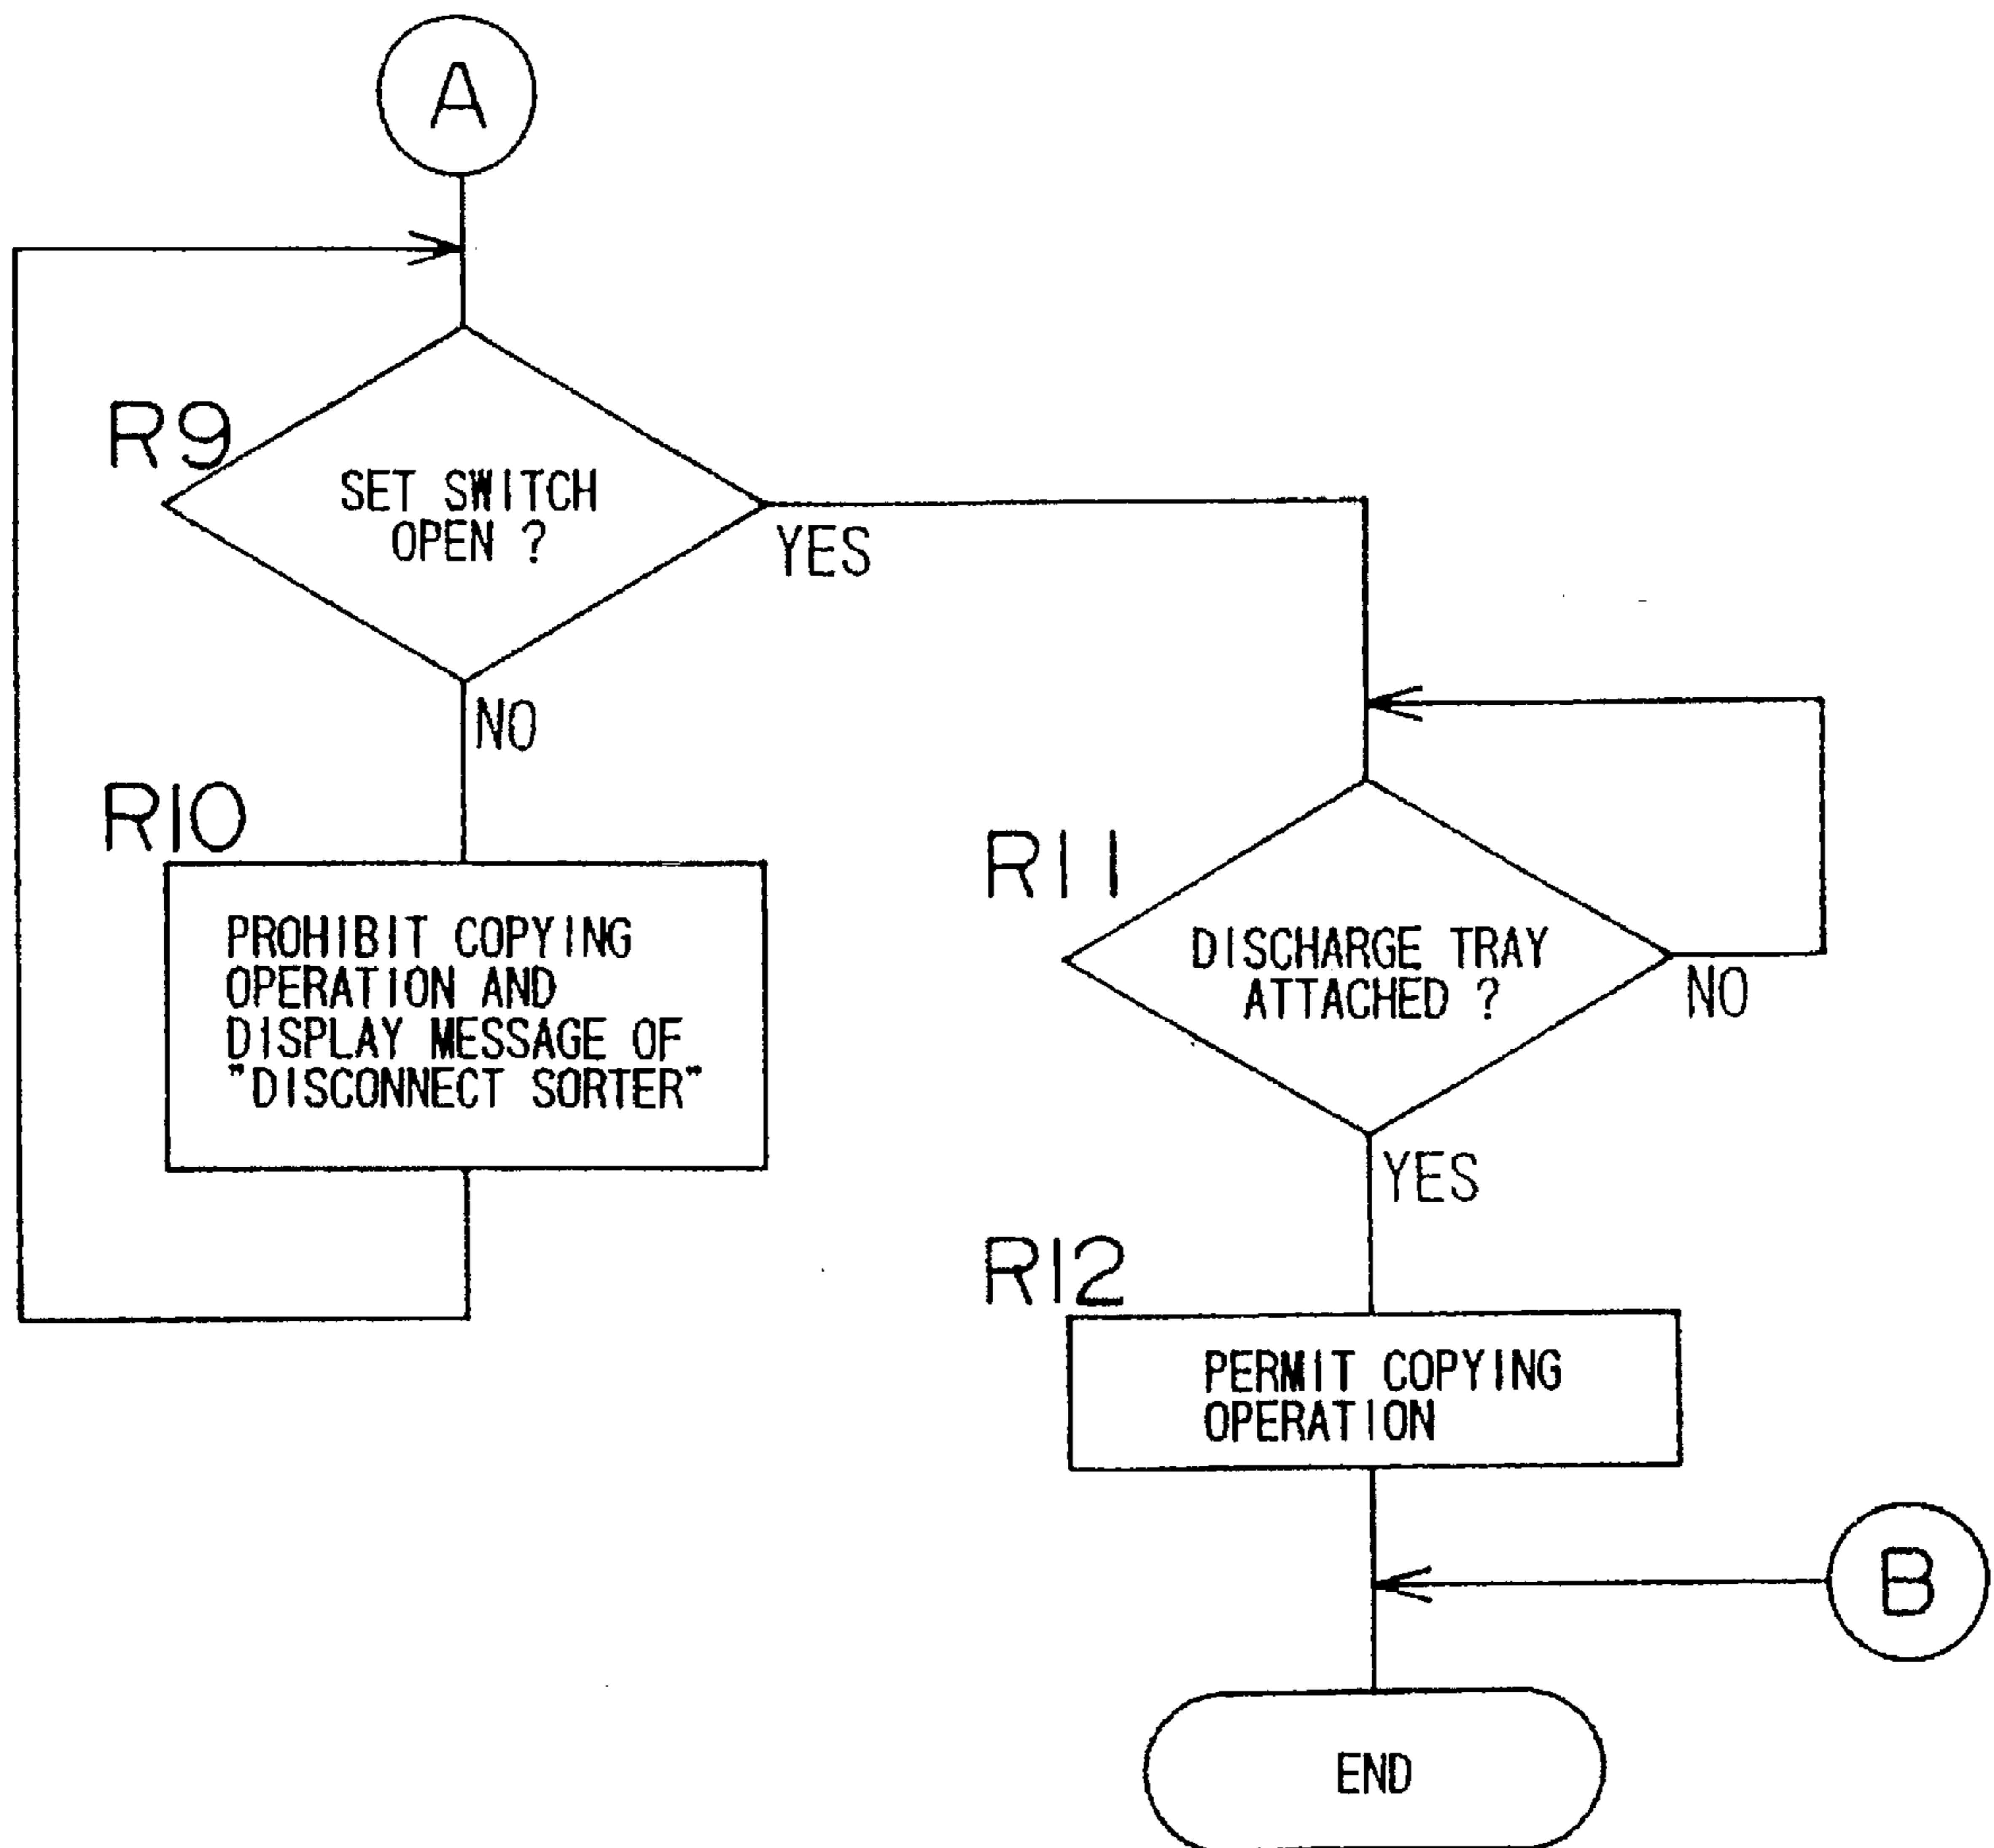 A
R9
SET SWITCH
OPEN ?
YES
NO
R10
PROHIBIT COPYING
OPERATION AND
DISPLAY MESSAGE OF
"DISCONNECT SORTER"
R11
DISCHARGE TRAY
ATTACHED ?
NO
YES
R12
PERMIT COPYING
OPERATION
B
END